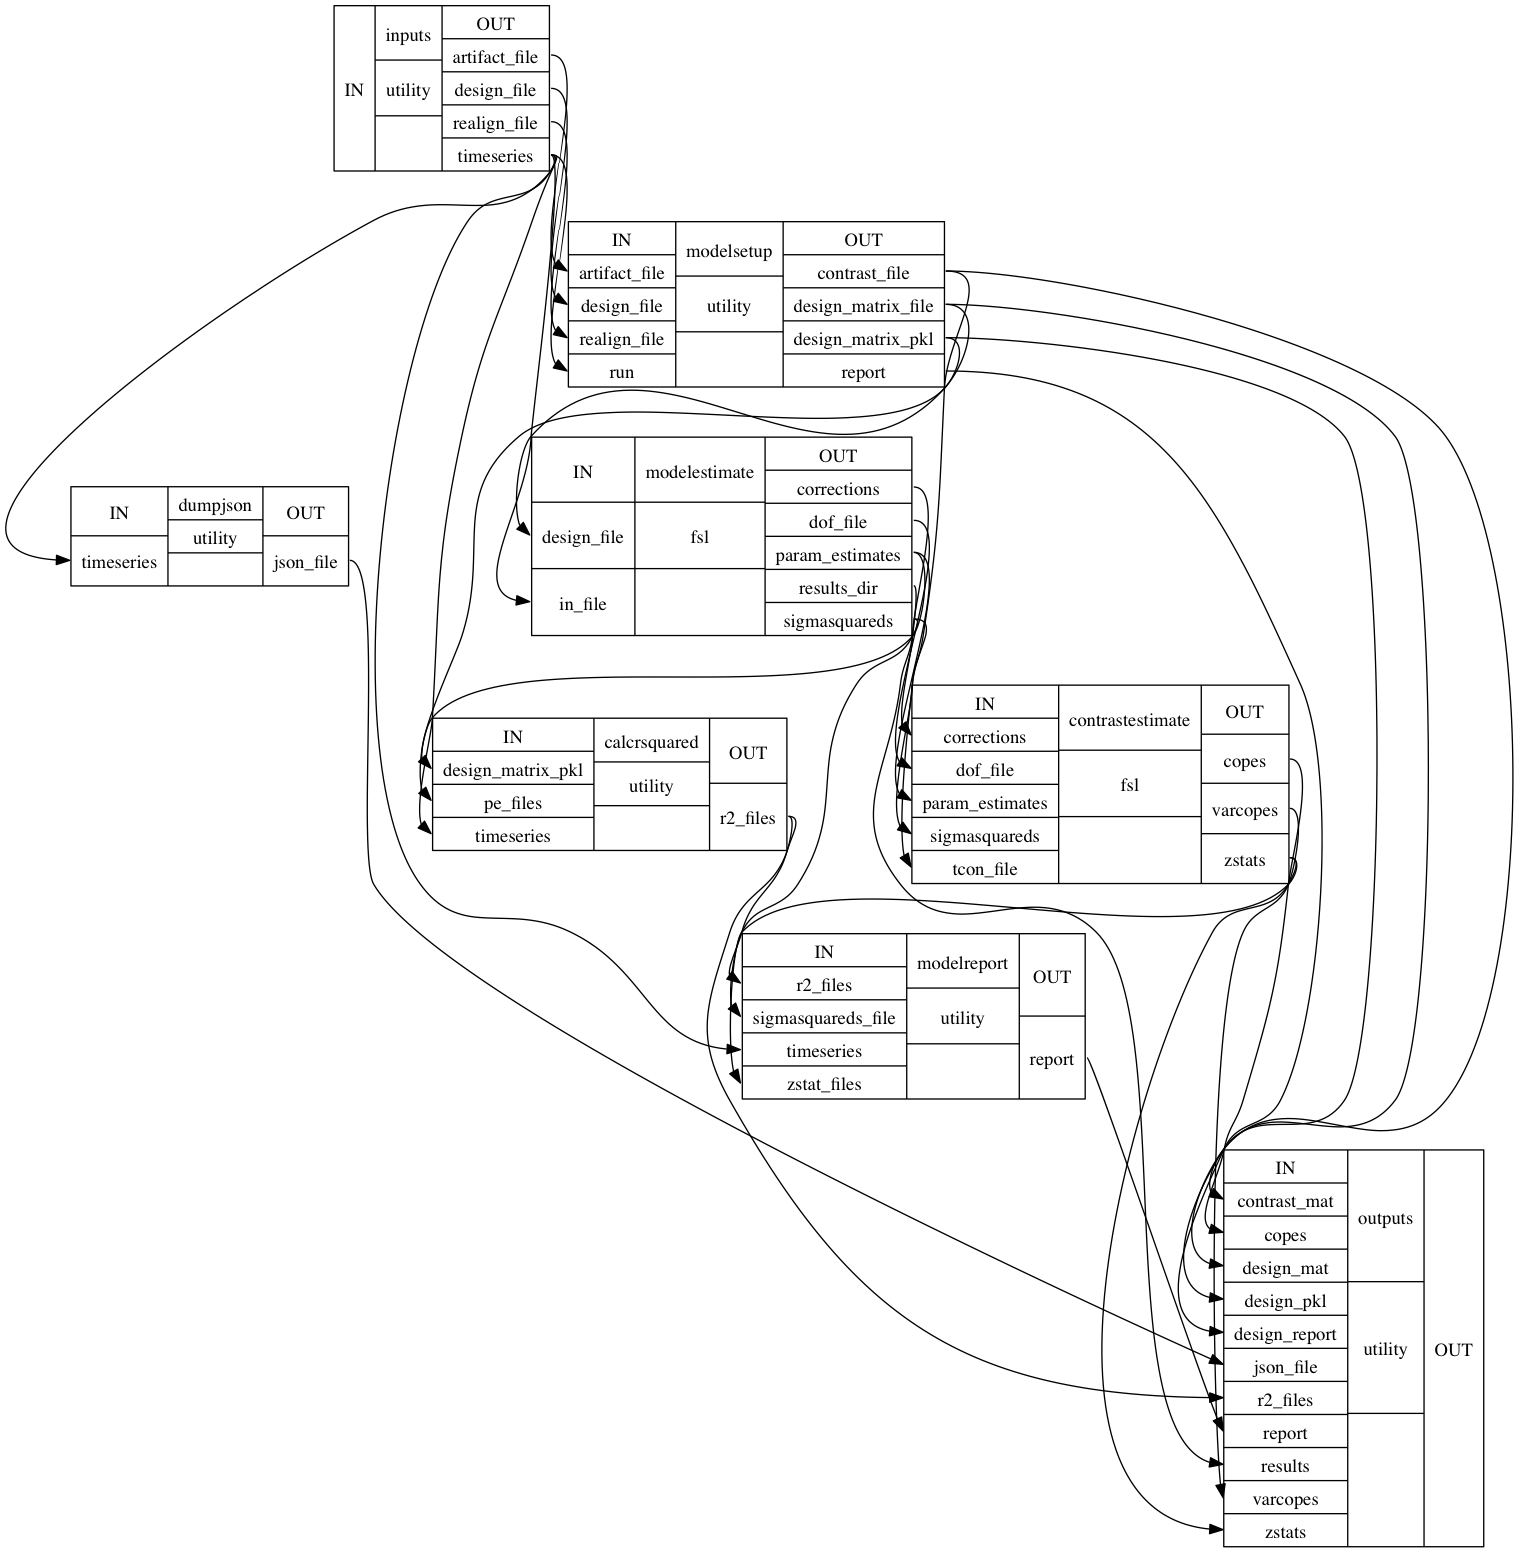 IN
inputs
utility
OUT
artifact_file
design_file
realign_file
timeseries
IN
artifact_file
design_file
realign_file
run
modelsetup
utility
OUT
contrast_file
design_matrix_file
design_matrix_pkl
report
IN
design_file
in_file
modelestimate
fsl
OUT
corrections
dof_file
param_estimates
results_dir
sigmasquareds
IN
timeseries
dumpjson
utility
OUT
json_file
IN
corrections
dof_file
param_estimates
sigmasquareds
tcon_file
contrastestimate
fsl
OUT
copes
varcopes
zstats
IN
design_matrix_pkl
pe_files
timeseries
calcrsquared
utility
OUT
r2_files
IN
r2_files
sigmasquareds_file
timeseries
zstat_files
modelreport
utility
OUT
report
IN
contrast_mat
copes
design_mat
design_pkl
design_report
json_file
r2_files
report
results
varcopes
zstats
outputs
utility
OUT